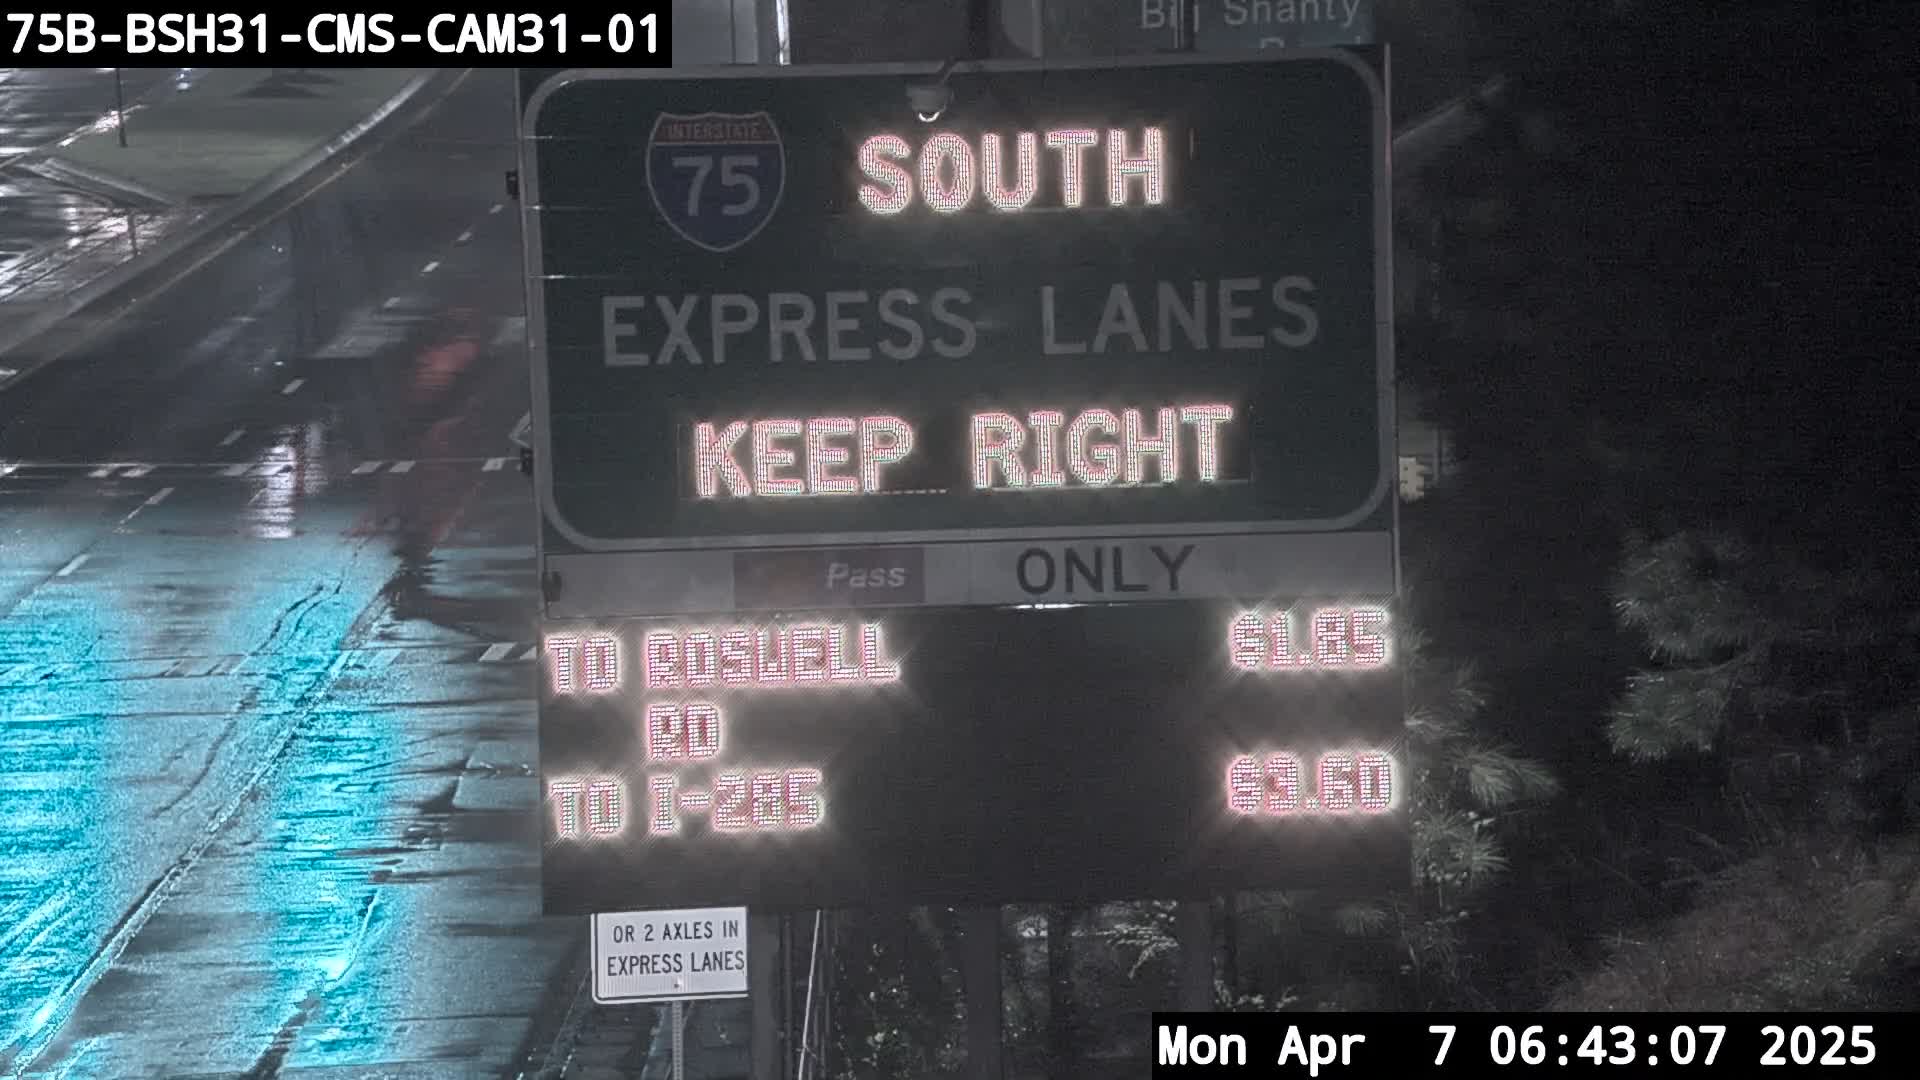 75B-BSH31-CMS-CAM31-01
Shanty
INTERSTATE
75
SOUTH
EXPRESS LANES
KEEP RIGHT
Pass ONLY
TO ROSWELL $1.85
RD
TO I-285 $3.60
OR 2 AXLES IN
EXPRESS LANES
Mon Apr 7 06:43:07 2025